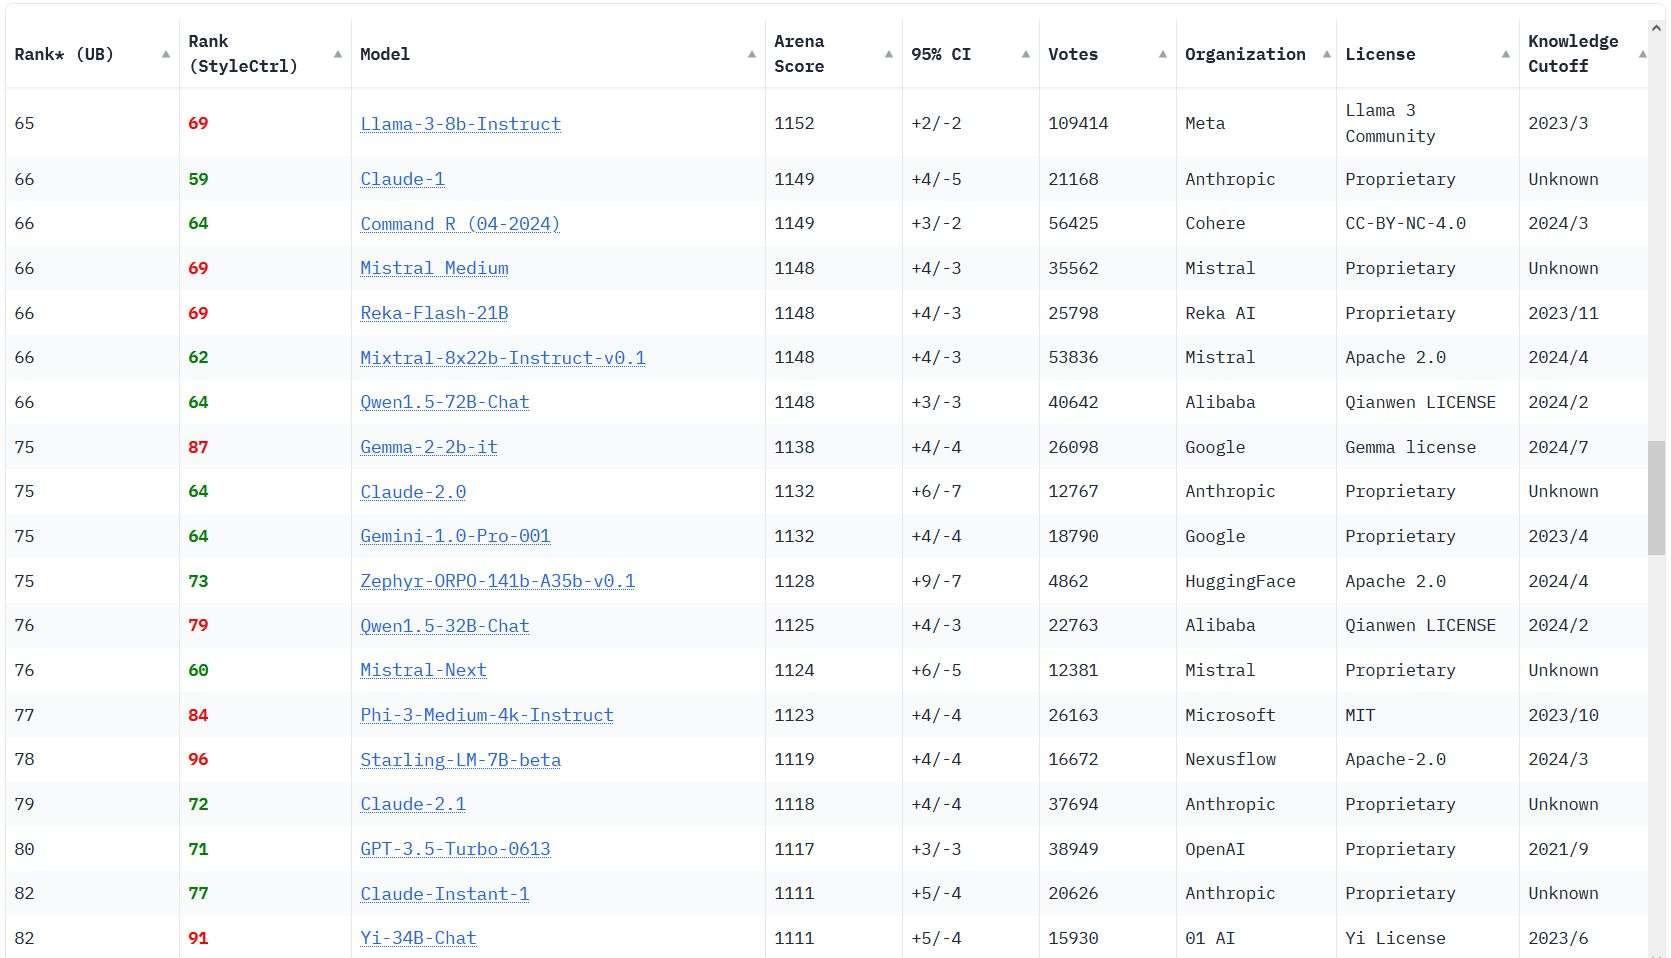 Rank* (UB) Rank (StyleCtrl) Model Arena Score 95% CI Votes Organization License Knowledge Cutoff
65 69 Llama-3-8b-Instruct 1152 +2/-2 109414 Meta Llama 3 Community 2023/3
66 59 Claude-1 1149 +4/-5 21168 Anthropic Proprietary Unknown
66 64 Command R (04-2024) 1149 +3/-2 56425 Cohere CC-BY-NC-4.0 2024/3
66 69 Mistral Medium 1148 +4/-3 35562 Mistral Proprietary Unknown
66 69 Reka-Flash-21B 1148 +4/-3 25798 Reka AI Proprietary 2023/11
66 62 Mixtral-8x22b-Instruct-v0.1 1148 +4/-3 53836 Mistral Apache 2.0 2024/4
66 64 Qwen1.5-72B-Chat 1148 +3/-3 40642 Alibaba Qianwen LICENSE 2024/2
75 87 Gemma-2-2b-it 1138 +4/-4 26098 Google Gemma license 2024/7
75 64 Claude-2.0 1132 +6/-7 12767 Anthropic Proprietary Unknown
75 64 Gemini-1.0-Pro-001 1132 +4/-4 18790 Google Proprietary 2023/4
75 73 Zephyr-ORPO-141b-A35b-v0.1 1128 +9/-7 4862 HuggingFace Apache 2.0 2024/4
76 79 Qwen1.5-32B-Chat 1125 +4/-3 22763 Alibaba Qianwen LICENSE 2024/2
76 60 Mistral-Next 1124 +6/-5 12381 Mistral Proprietary Unknown
77 84 Phi-3-Medium-4k-Instruct 1123 +4/-4 26163 Microsoft MIT 2023/10
78 96 Starling-LM-7B-beta 1119 +4/-4 16672 Nexusflow Apache-2.0 2024/3
79 72 Claude-2.1 1118 +4/-4 37694 Anthropic Proprietary Unknown
80 71 GPT-3.5-Turbo-0613 1117 +3/-3 38949 OpenAI Proprietary 2021/9
82 77 Claude-Instant-1 1111 +5/-4 20626 Anthropic Proprietary Unknown
82 91 Yi-34B-Chat 1111 +5/-4 15930 01 AI Yi License 2023/6